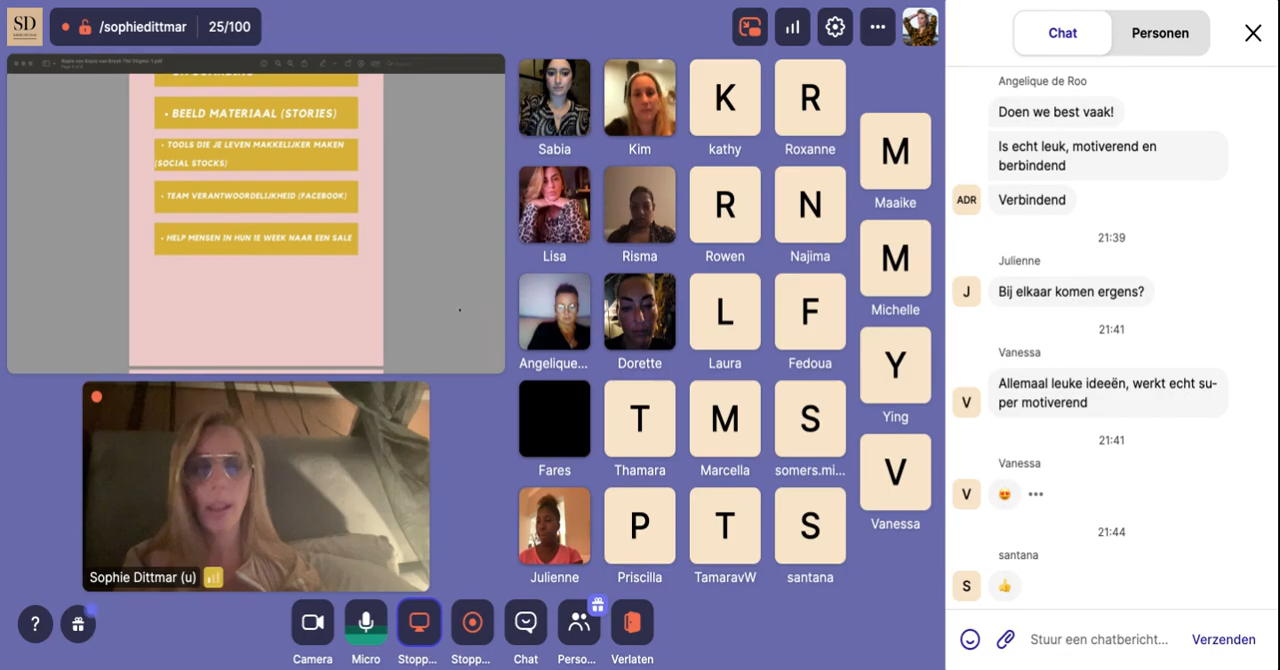 SD
/sophiedittmar
25/100
• BEELD MATERIAAL (STORIES)
• TOOLS DIE JE LEVEN MAKKELIJKER MAKEN
(SOCIAL STOCKS)
• TEAM VERANTWOORDELIJKHEID (FACEBOOK)
• HELP MENSEN IN HUN 1E WEEK NAAR EEN SALE
Sophie Dittmar (u)
Sabia
Kim
K
kathy
R
Roxanne
Lisa
Risma
R
Rowen
N
Najima
Angelique...
Dorette
L
Laura
F
Fedoua
Fares
T
Thamara
M
Marcella
S
somers.mi...
Julienne
P
Priscilla
T
TamaravW
S
santana
M
Maaike
M
Michelle
Y
Ying
V
Vanessa
?
Camera
Micro
Stopp...
Stopp...
Chat
Perso...
Verlaten
Chat
Personen
Angelique de Roo
Doen we best vaak!
Is echt leuk, motiverend en
berbindend
ADR
Verbindend
21:39
Julienne
J
Bij elkaar komen ergens?
21:41
Vanessa
V
Allemaal leuke ideeën, werkt echt su-
per motiverend
21:41
Vanessa
V
😍
21:44
santana
S
👍
Stuur een chatbericht...
Verzenden